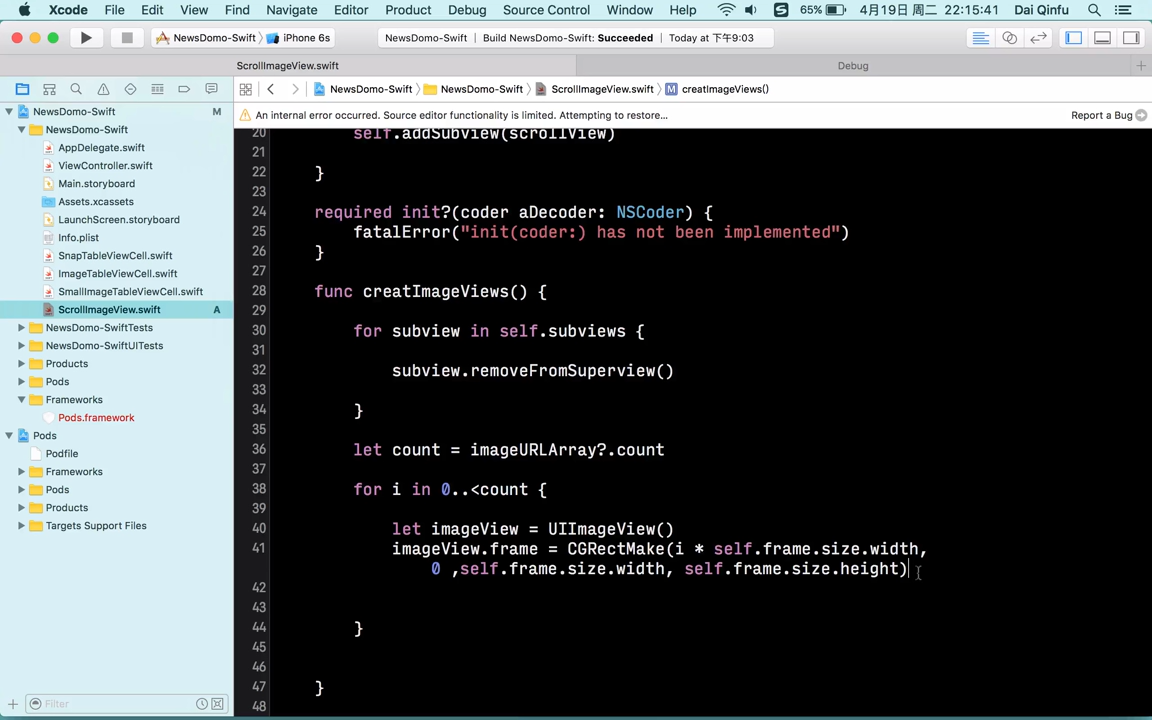 Xcode File Edit View Find Navigate Editor Product Debug Source Control Window Help 65% 4月19日 周二 22:15:41 Dai Qinfu
NewsDomo-Swift iPhone 6s NewsDomo-Swift Build NewsDomo-Swift: Succeeded Today at 下午9:03
ScrollImageView.swift Debug
NewsDomo-Swift NewsDomo-Swift ScrollImageView.swift M creatImageViews()
An internal error occurred. Source editor functionality is limited. Attempting to restore... Report a Bug
NewsDomo-Swift M
NewsDomo-Swift
AppDelegate.swift
ViewController.swift
Main.storyboard
Assets.xcassets
LaunchScreen.storyboard
Info.plist
SnapTableViewCell.swift
ImageTableViewCell.swift
SmallImageTableViewCell.swift
ScrollImageView.swift A
NewsDomo-SwiftTests
NewsDomo-SwiftUITests
Products
Pods
Frameworks
Pods.framework
Pods
Podfile
Frameworks
Pods
Products
Targets Support Files
Filter
20 self.addSubview(scrollView)
21
22 }
23
24 required init?(coder aDecoder: NSCoder) {
25 fatalError("init(coder:) has not been implemented")
26 }
27
28 func creatImageViews() {
29
30 for subview in self.subviews {
31
32 subview.removeFromSuperview()
33
34 }
35
36 let count = imageURLArray?.count
37
38 for i in 0..<count {
39
40 let imageView = UIImageView()
41 imageView.frame = CGRectMake(i * self.frame.size.width,
0 ,self.frame.size.width, self.frame.size.height)
42
43
44 }
45
46
47 }
48